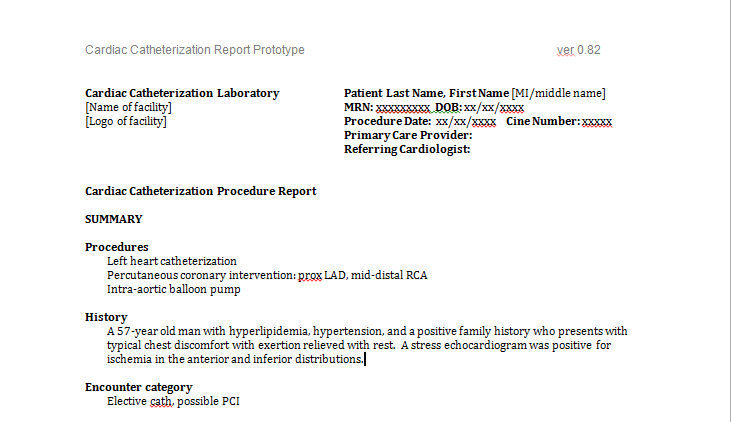 Cardiac Catheterization Report Prototype ver 0.82
Cardiac Catheterization Laboratory Patient Last Name, First Name [MI/middle name]
[Name of facility] MRN: xxxxxxxxx DOB: xx/xx/xxxx
[Logo of facility] Procedure Date: xx/xx/xxxx Cine Number: xxxxx
Primary Care Provider:
Referring Cardiologist:
Cardiac Catheterization Procedure Report
SUMMARY
Procedures
Left heart catheterization
Percutaneous coronary intervention: prox LAD, mid-distal RCA
Intra-aortic balloon pump
History
A 57-year old man with hyperlipidemia, hypertension, and a positive family history who presents with
typical chest discomfort with exertion relieved with rest. A stress echocardiogram was positive for
ischemia in the anterior and inferior distributions.
Encounter category
Elective cath, possible PCI